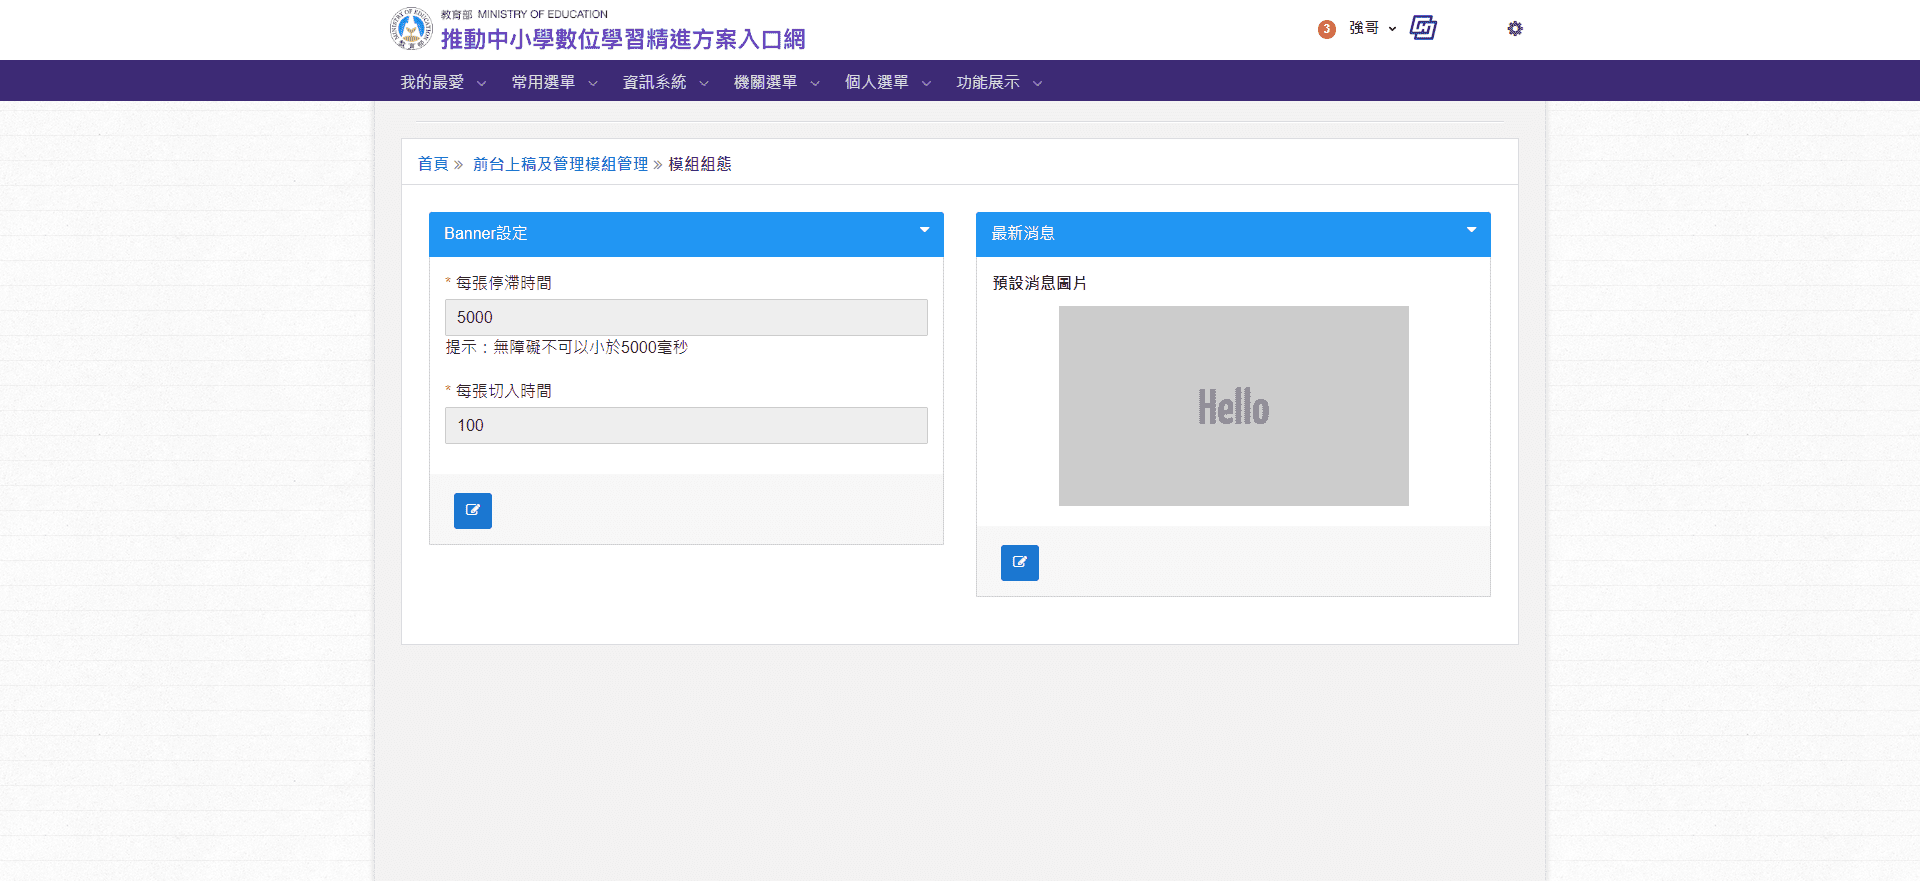 教育部 MINISTRY OF EDUCATION
推動中小學數位學習精進方案入口網
3 強哥
我的最愛 常用選單 資訊系統 機關選單 個人選單 功能展示
首頁 » 前台上稿及管理模組管理 » 模組組態
Banner設定
* 每張停滯時間
5000
提示：無障礙不可以小於5000毫秒
* 每張切入時間
100
最新消息
預設消息圖片
Hello